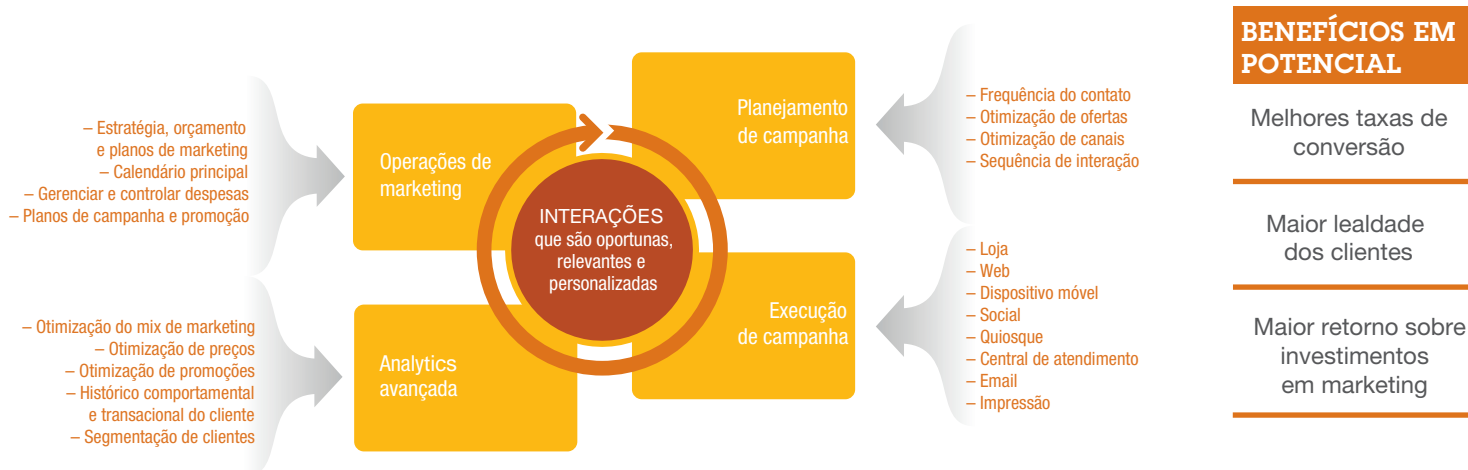 – Estratégia, orçamento
e planos de marketing
– Calendário principal
– Gerenciar e controlar despesas
– Planos de campanha e promoção
Operações de
marketing
Planejamento
de campanha
– Frequência do contato
– Otimização de ofertas
– Otimização de canais
– Sequência de interação
INTERAÇÕES
que são oportunas,
relevantes e
personalizadas
– Otimização do mix de marketing
– Otimização de preços
– Otimização de promoções
– Histórico comportamental
e transacional do cliente
– Segmentação de clientes
Analytics
avançada
Execução
de campanha
– Loja
– Web
– Dispositivo móvel
– Social
– Quiosque
– Central de atendimento
– Email
– Impressão
BENEFÍCIOS EM
POTENCIAL
Melhores taxas de
conversão
Maior lealdade
dos clientes
Maior retorno sobre
investimentos
em marketing